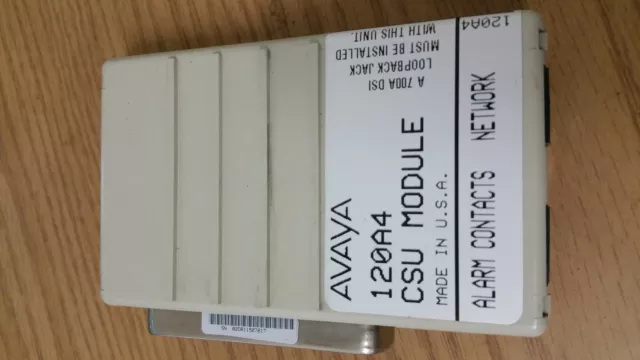 AVAYA
120A4
CSU MODULE
MADE IN U.S.A.
A 700A DSI
LOOPBACK JACK
MUST BE INSTALLED
WITH THIS UNIT.
ALARM CONTACTS NETWORK
120A4